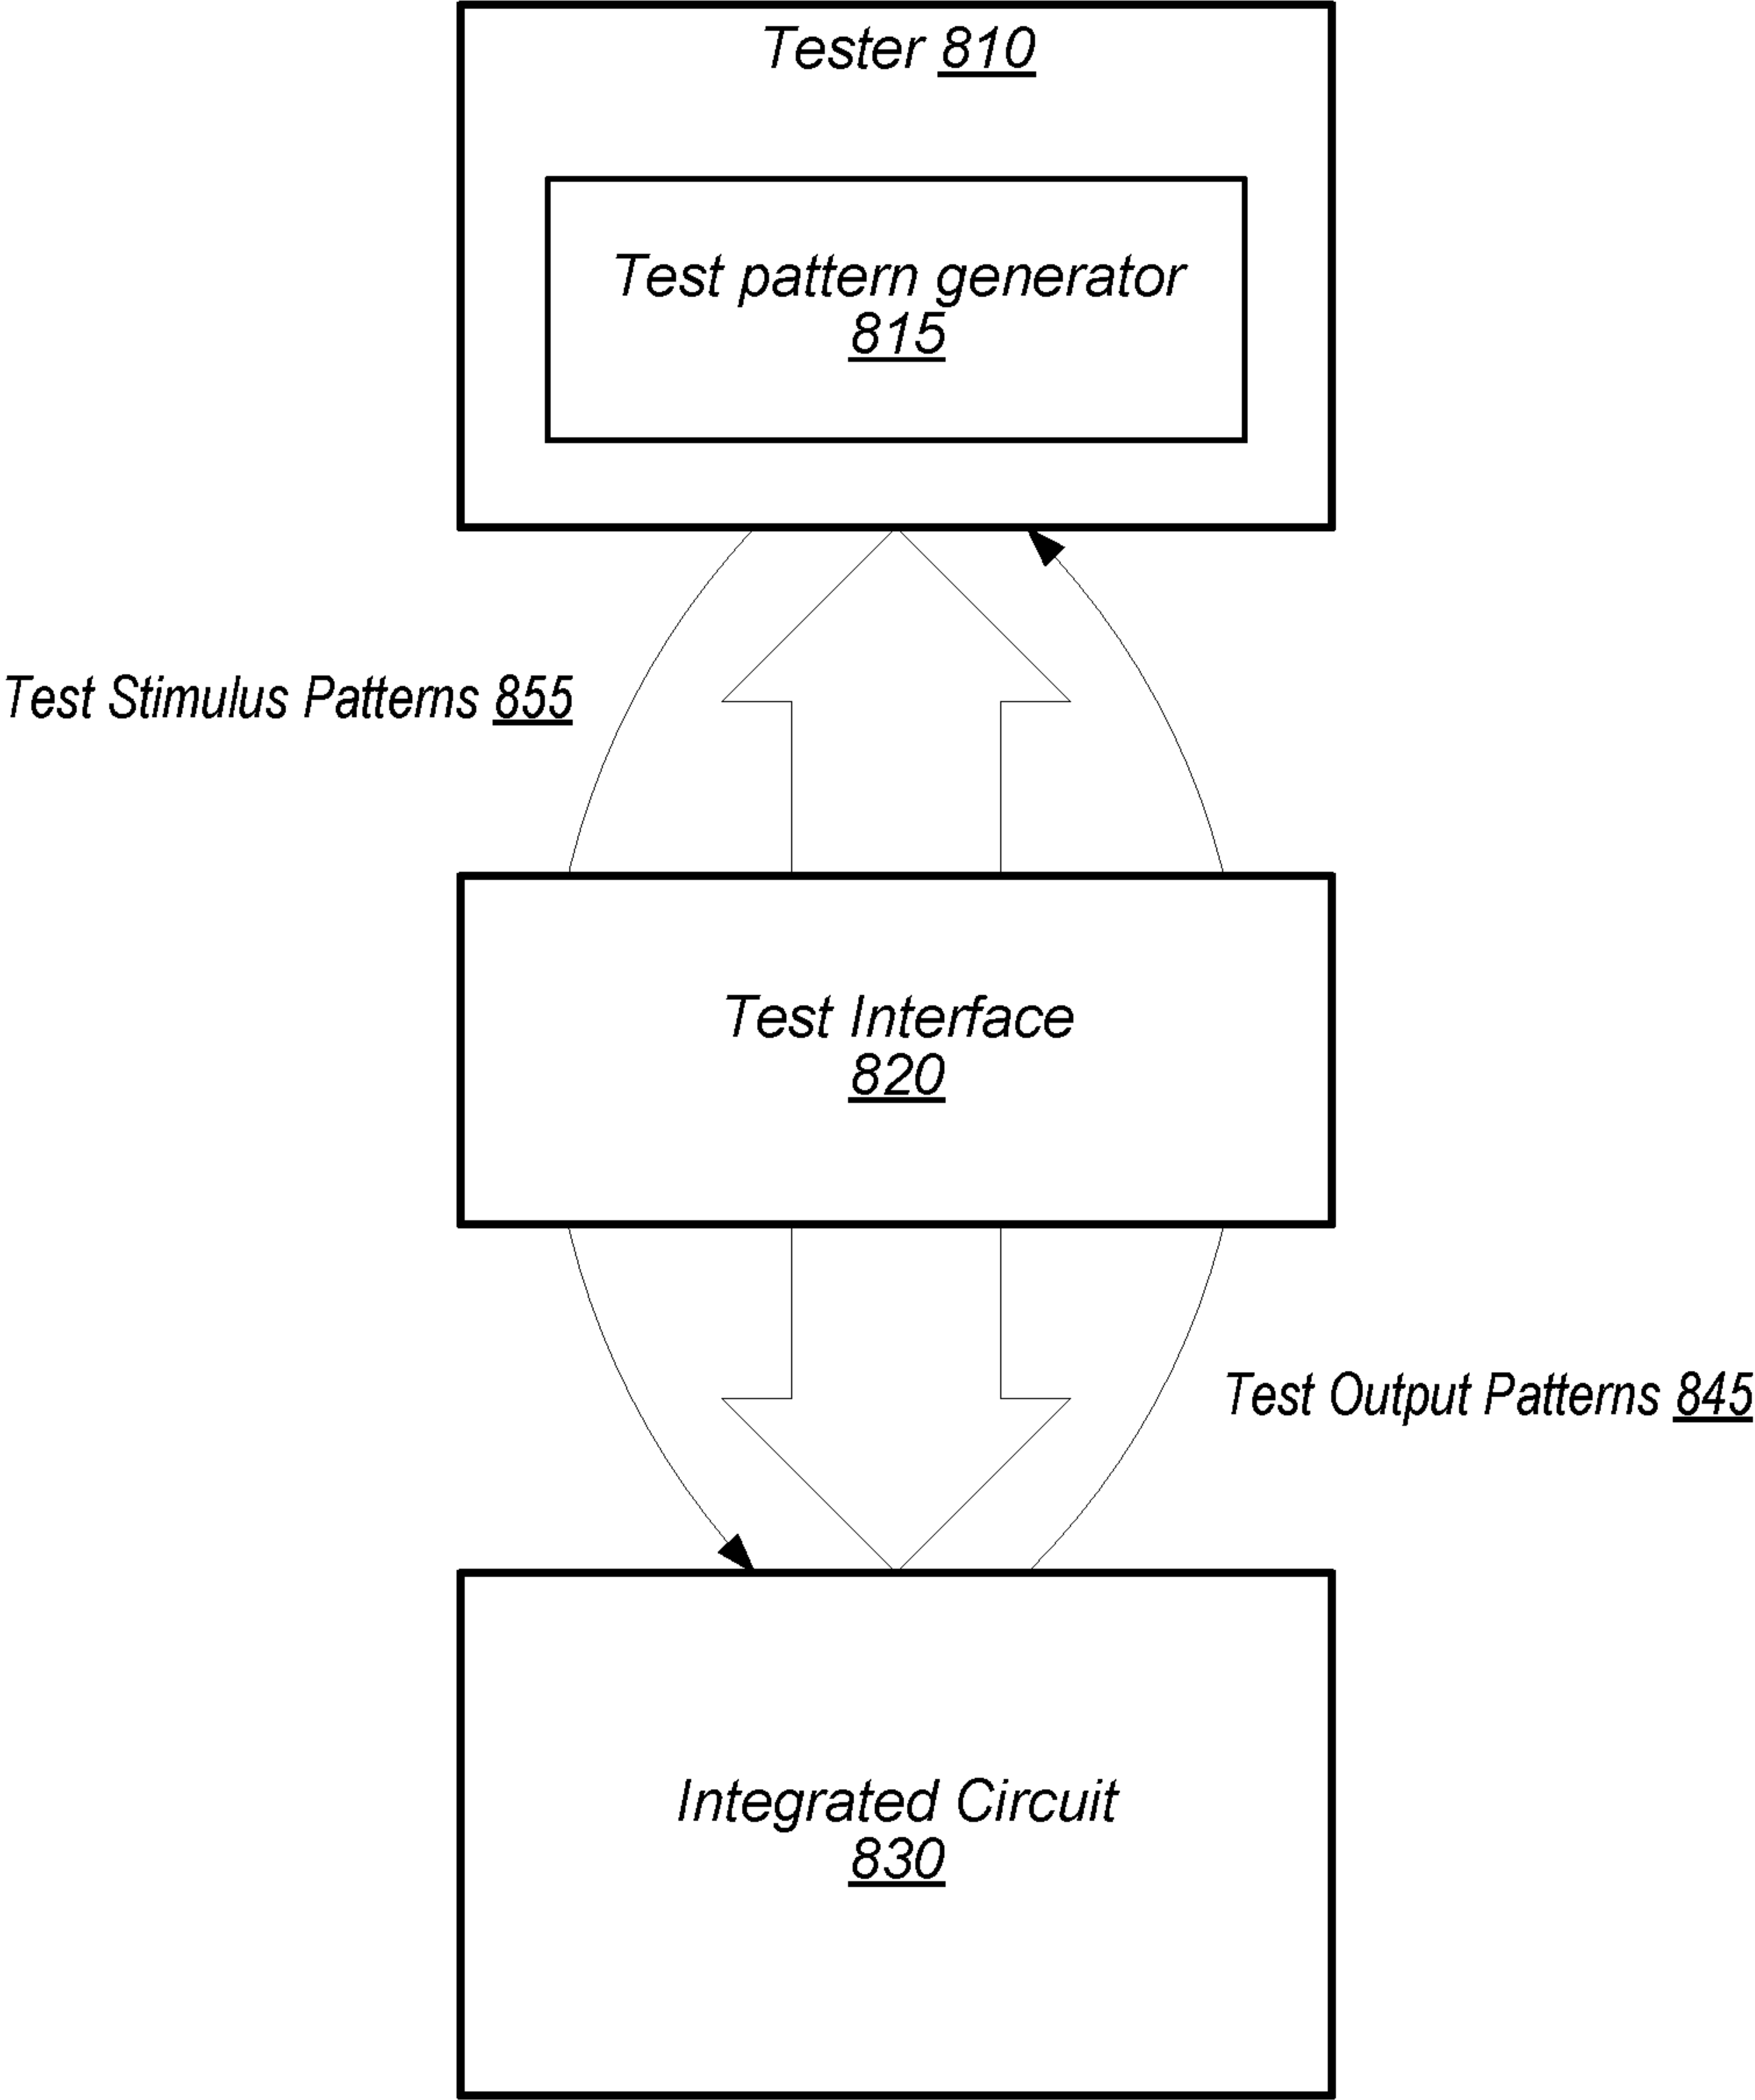 Tester 810
Test pattern generator
815
Test Stimulus Patterns 855
Test Interface
820
Test Output Patterns 845
Integrated Circuit
830